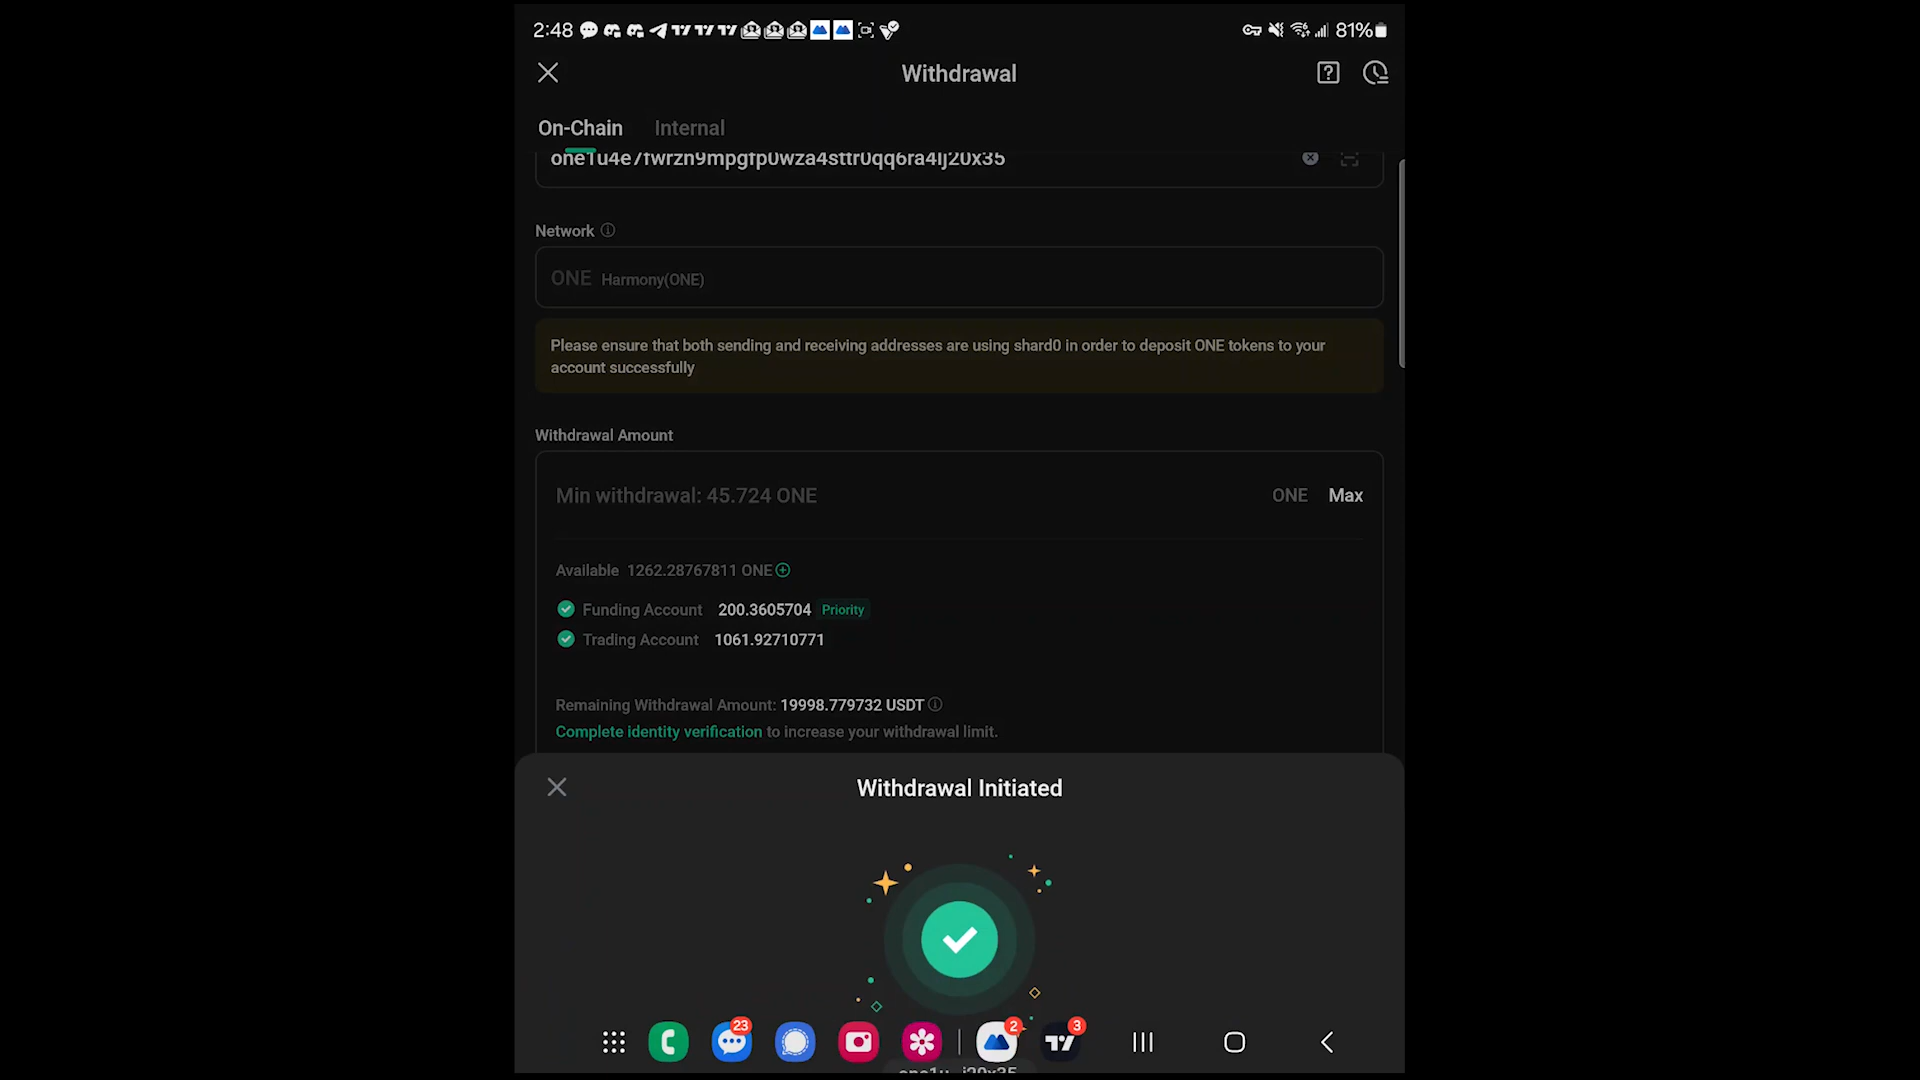 2:48
81%
Withdrawal
On-Chain Internal
Network
ONE Harmony(ONE)
Please ensure that both sending and receiving addresses are using shard0 in order to deposit ONE tokens to your
account successfully
Withdrawal Amount
Min withdrawal: 45.724 ONE ONE Max
Available 1262.28767811 ONE
Funding Account 200.3605704 Priority
Trading Account 1061.92710771
Remaining Withdrawal Amount: 19998.779732 USDT
Complete identity verification to increase your withdrawal limit.
Withdrawal Initiated
23
2
3